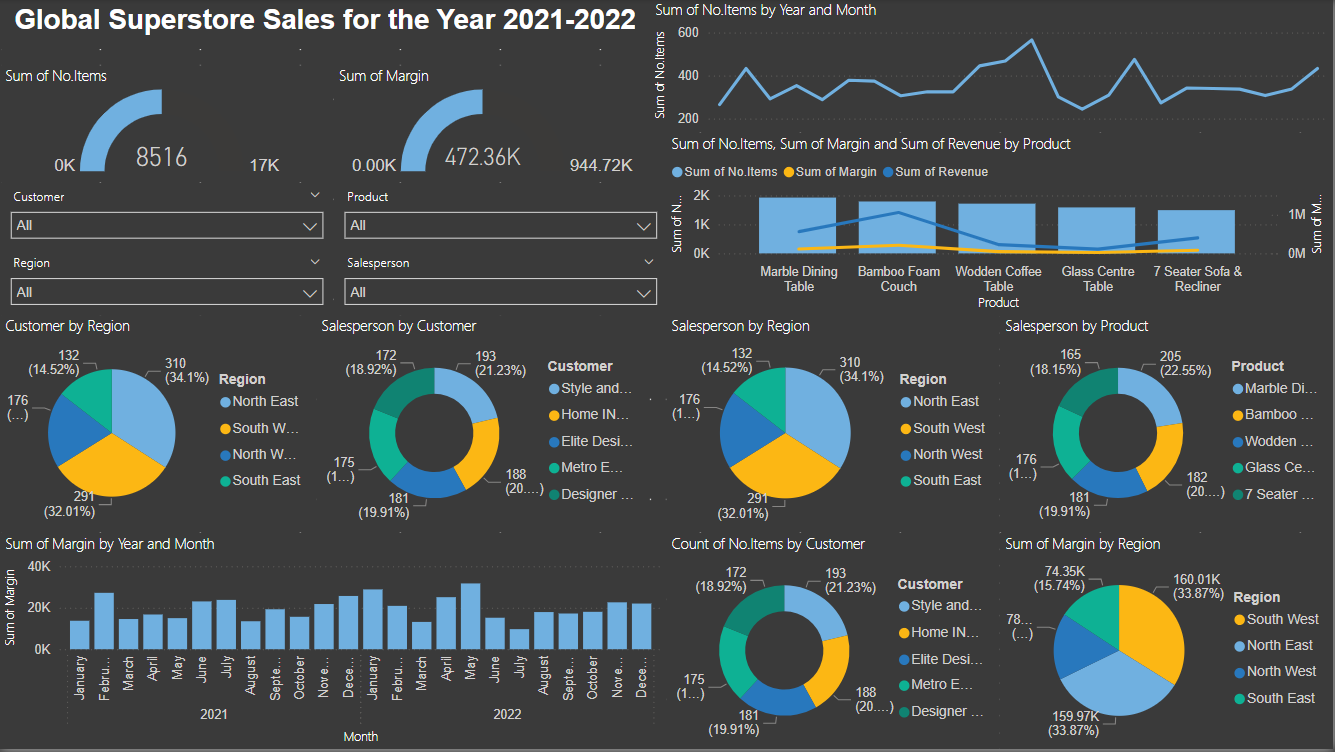 Global Superstore Sales for the Year 2021-2022
Sum of No.Items
8516
0K
17K
Sum of Margin
472.36K
0.00K
944.72K
Customer
All
Product
All
Region
All
Salesperson
All
Sum of No.Items by Year and Month
Sum of No.Items
600
400
200
Sum of No.Items, Sum of Margin and Sum of Revenue by Product
Sum of No.Items
Sum of Margin
Sum of Revenue
Sum of N...
2K
1K
0K
1M
0M
Sum of M...
Marble Dining
Table
Bamboo Foam
Couch
Wodden Coffee
Table
Glass Centre
Table
7 Seater Sofa &
Recliner
Product
Customer by Region
132
(14.52%)
310
(34.1%)
176
(...)
291
(32.01%)
Region
North East
South W...
North W...
South East
Salesperson by Customer
172
(18.92%)
193
(21.23%)
175
(1...)
188
(20....)
181
(19.91%)
Customer
Style and...
Home IN...
Elite Desi...
Metro E...
Designer ...
Salesperson by Region
132
(14.52%)
310
(34.1%)
176
(1...)
291
(32.01%)
Region
North East
South West
North West
South East
Salesperson by Product
165
(18.15%)
205
(22.55%)
176
(1...)
182
(20....)
181
(19.91%)
Product
Marble Di...
Bamboo ...
Wodden ...
Glass Ce...
7 Seater ...
Sum of Margin by Year and Month
Sum of Margin
40K
20K
0K
January
Febru...
March
April
May
June
July
August
Septe...
October
Nove...
Dece...
January
Febru...
March
April
May
June
July
August
Septe...
October
Nove...
Dece...
2021
2022
Month
Count of No.Items by Customer
172
(18.92%)
193
(21.23%)
175
(1...)
188
(20....)
181
(19.91%)
Customer
Style and...
Home IN...
Elite Desi...
Metro E...
Designer ...
Sum of Margin by Region
74.35K
(15.74%)
160.01K
(33.87%)
78...
(...)
159.97K
(33.87%)
Region
South West
North East
North West
South East